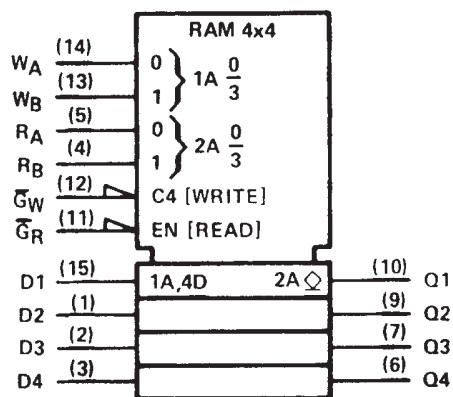 RAM 4x4
WA (14) 0 } 1A 0/3
WB (13) 1
RA (5) 0 } 2A 0/3
RB (4) 1
G̅W (12) C4 [WRITE]
G̅R (11) EN [READ]
D1 (15) 1A,4D 2A ⎐ (10) Q1
D2 (1) (9) Q2
D3 (2) (7) Q3
D4 (3) (6) Q4